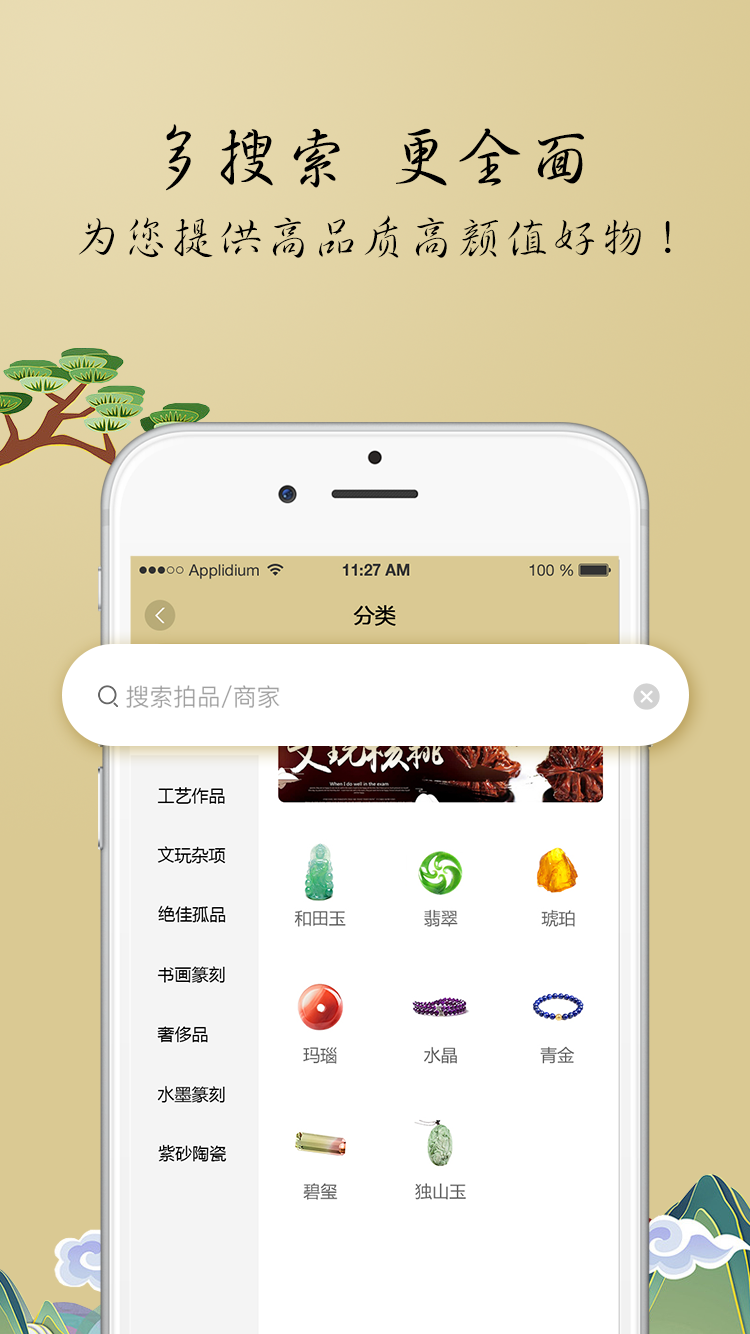 多搜索 更全面
为您提供高品质高颜值好物！
Applidium 11:27 AM 100 %
分类
搜索拍品/商家
文玩核桃
When I do well in the exam
工艺作品
文玩杂项
绝佳孤品
书画篆刻
奢侈品
水墨篆刻
紫砂陶瓷
和田玉 翡翠 琥珀
玛瑙 水晶 青金
碧玺 独山玉